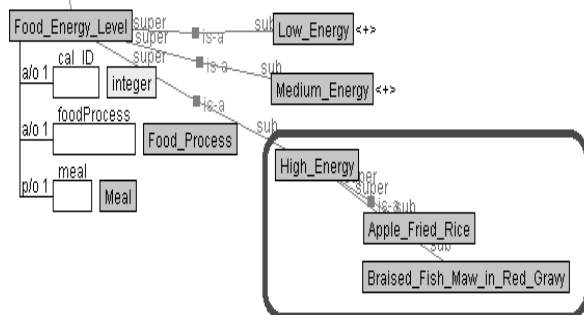 Food_Energy_Level
super
is-a
sub
Low_Energy
<+>
super
is-a
sub
Medium_Energy
<+>
super
is-a
sub
a/o 1
cal_ID
integer
a/o 1
foodProcess
Food_Process
p/o 1
meal
Meal
High_Energy
super
super
is-a
sub
Apple_Fried_Rice
sub
Braised_Fish_Maw_in_Red_Gravy